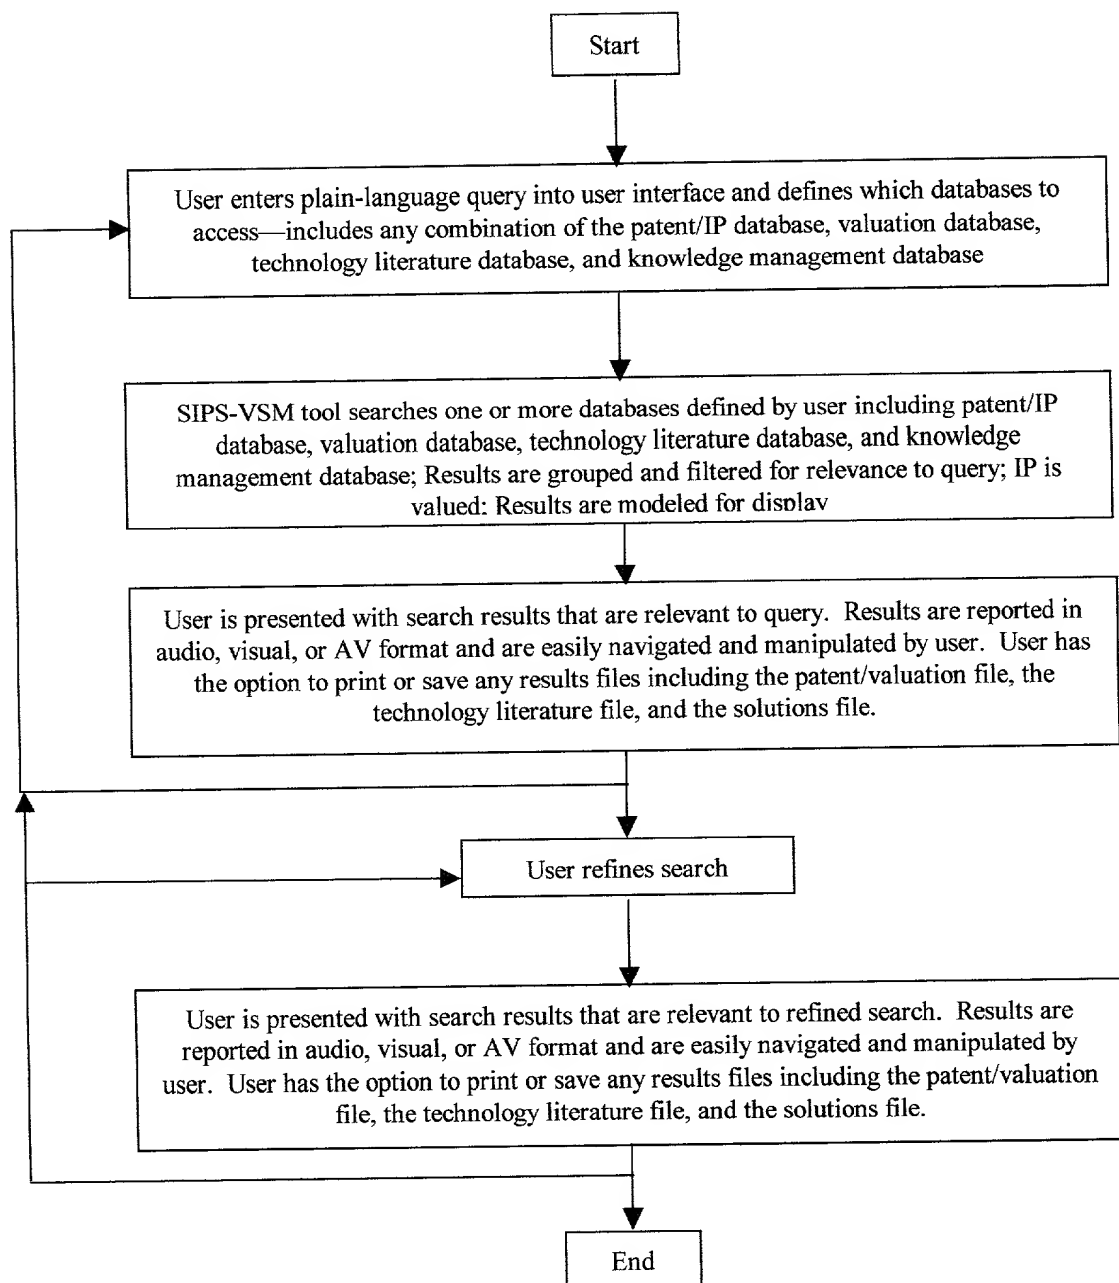 Start
User enters plain-language query into user interface and defines which databases to
access—includes any combination of the patent/IP database, valuation database,
technology literature database, and knowledge management database
SIPS-VSM tool searches one or more databases defined by user including patent/IP
database, valuation database, technology literature database, and knowledge
management database; Results are grouped and filtered for relevance to query; IP is
valued: Results are modeled for display
User is presented with search results that are relevant to query.  Results are reported in
audio, visual, or AV format and are easily navigated and manipulated by user.  User has
the option to print or save any results files including the patent/valuation file, the
technology literature file, and the solutions file.
User refines search
User is presented with search results that are relevant to refined search.  Results are
reported in audio, visual, or AV format and are easily navigated and manipulated by
user.  User has the option to print or save any results files including the patent/valuation
file, the technology literature file, and the solutions file.
End